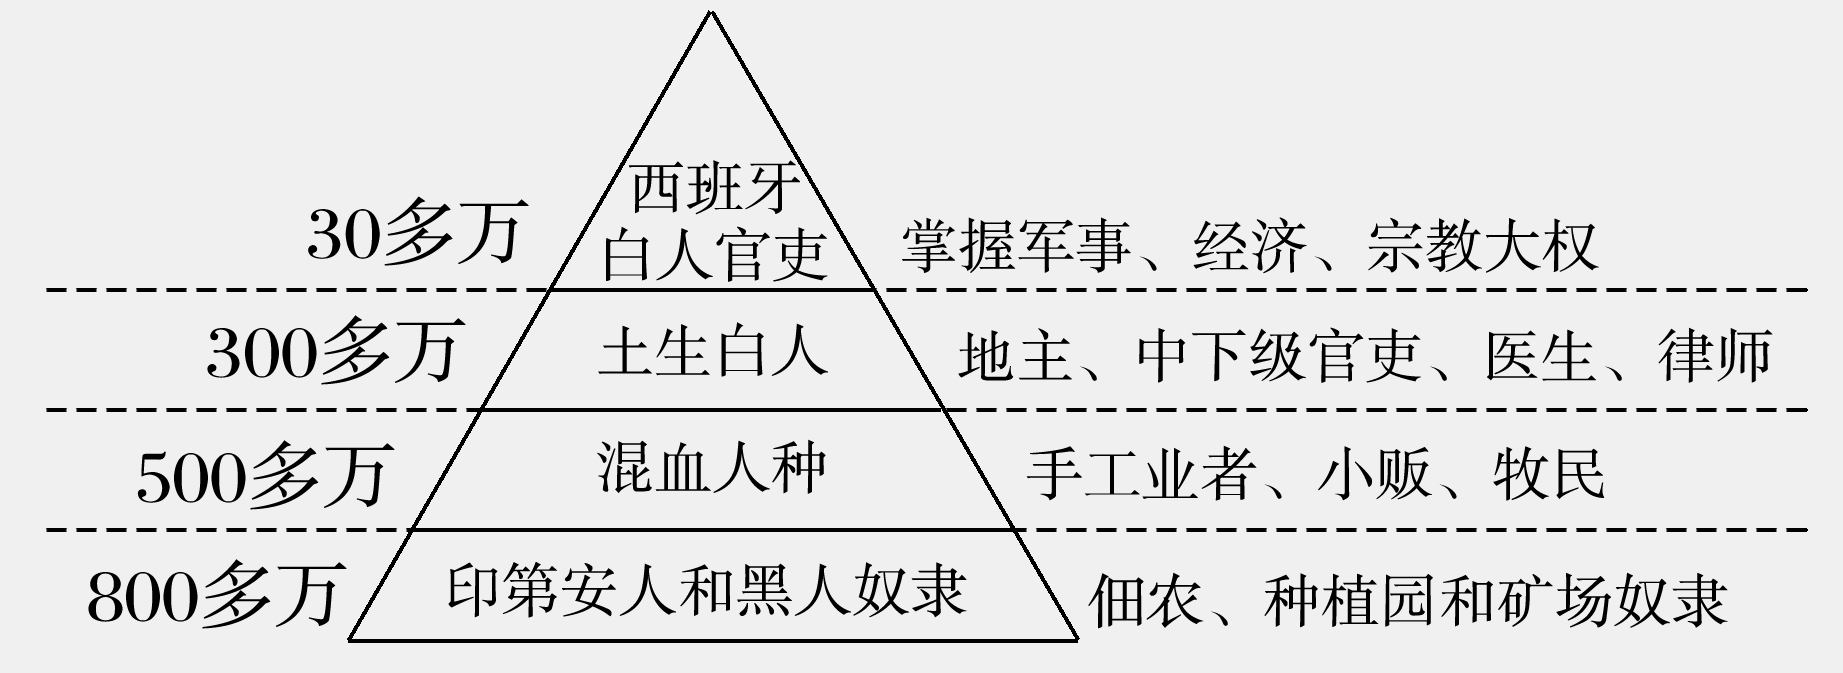 西班牙
30多万
白人官吏
掌握军事、经济、宗教大权
300多万
土生白人
地主、中下级官吏、医生、律师
500多万
混血人种
手工业者、小贩、牧民
800多万
印第安人和黑人奴隶
佃农、种植园和矿场奴隶